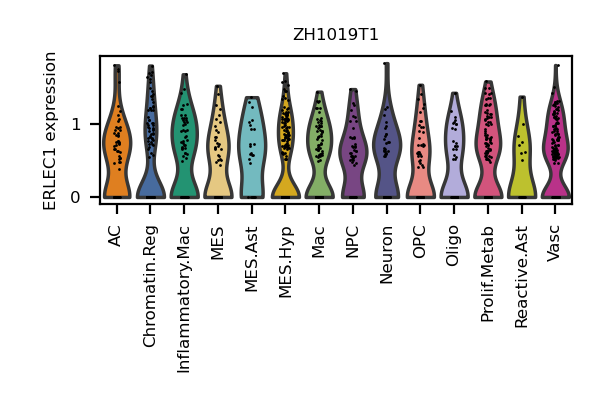 ZH1019T1
ERLEC1 expression
1
0
AC
Chromatin.Reg
Inflammatory.Mac
MES
MES.Ast
MES.Hyp
Mac
NPC
Neuron
OPC
Oligo
Prolif.Metab
Reactive.Ast
Vasc